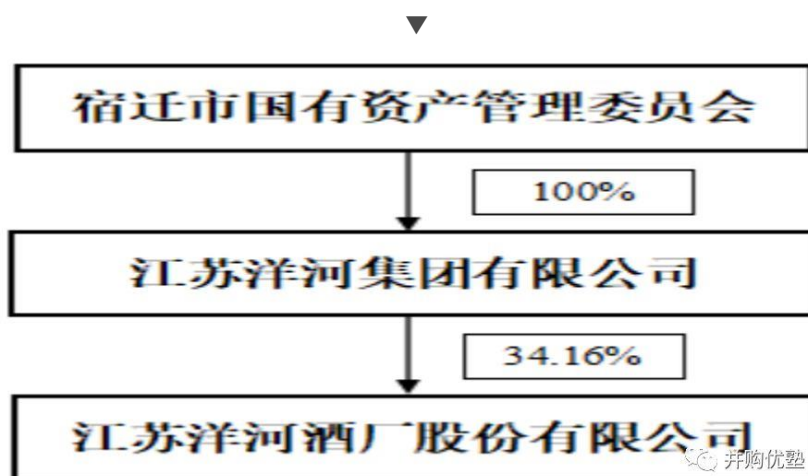 宿迁市国有资产管理委员会
100%
江苏洋河集团有限公司
34.16%
江苏洋河酒厂股份有限公司
并购优塾